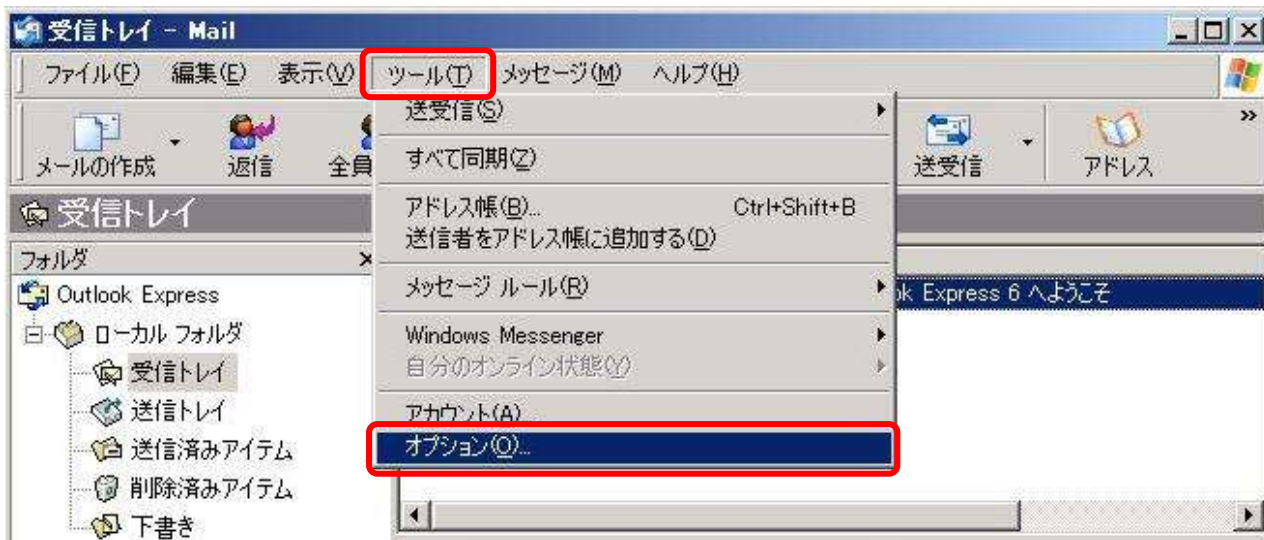 受信トレイ - Mail
ファイル(F) 編集(E) 表示(V) ツール(T) メッセージ(M) ヘルプ(H)
メールの作成 返信 全員 送受信 アドレス »
受信トレイ
フォルダ ×
Outlook Express
ローカル フォルダ
受信トレイ
送信トレイ
送信済みアイテム
削除済みアイテム
下書き
送受信(S)
すべて同期(Z)
アドレス帳(B)... Ctrl+Shift+B
送信者をアドレス帳に追加する(D)
メッセージ ルール(R)
Windows Messenger
自分のオンライン状態(Y)
アカウント(A)...
オプション(O)...
ok Express 6 へようこそ